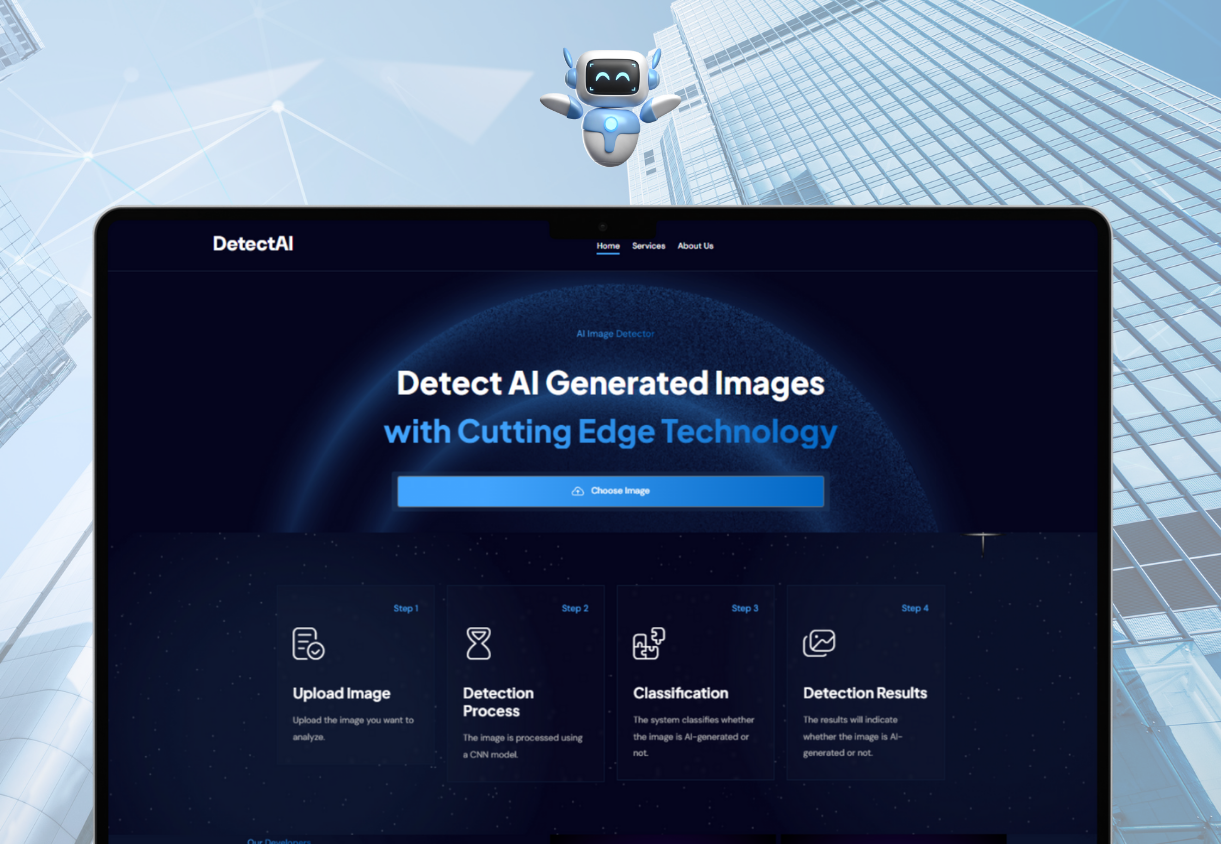 DetectAI
Home Services About Us
AI Image Detector
Detect AI Generated Images
with Cutting Edge Technology
Choose Image
Step 1
Upload Image
Upload the image you want to
analyze.
Step 2
Detection
Process
The image is processed using
a CNN model.
Step 3
Classification
The system classifies whether
the image is AI-generated or
not.
Step 4
Detection Results
The results will indicate
whether the image is AI-
generated or not.
Our Developers